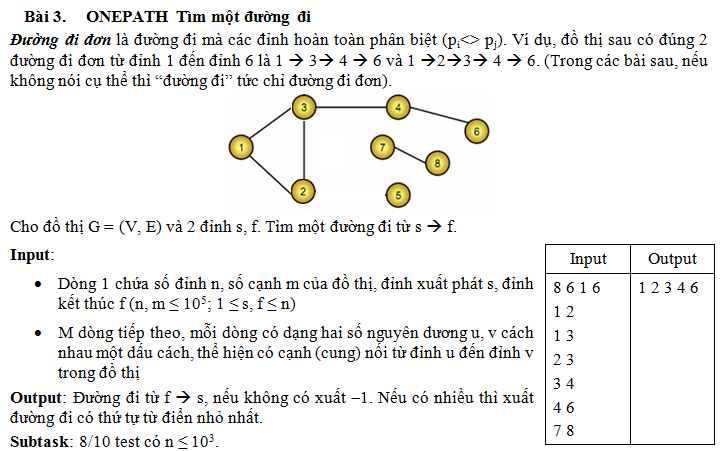 Bài 3. ONEPATH Tìm một đường đi
Đường đi đơn là đường đi mà các đỉnh hoàn toàn phân biệt (pi<> pj). Ví dụ, đồ thị sau có đúng 2
đường đi đơn từ đỉnh 1 đến đỉnh 6 là 1 → 3→ 4 → 6 và 1 →2→3→ 4 → 6. (Trong các bài sau, nếu
không nói cụ thể thì “đường đi” tức chỉ đường đi đơn).
3
4
6
1
7
8
2
5
Cho đồ thị G = (V, E) và 2 đỉnh s, f. Tìm một đường đi từ s → f.
Input:
• Dòng 1 chứa số đỉnh n, số cạnh m của đồ thị, đỉnh xuất phát s, đỉnh
kết thúc f (n, m ≤ 10⁵; 1 ≤ s, f ≤ n)
• M dòng tiếp theo, mỗi dòng có dạng hai số nguyên dương u, v cách
nhau một dấu cách, thể hiện có cạnh (cung) nối từ đỉnh u đến đỉnh v
trong đồ thị
Output: Đường đi từ f → s, nếu không có xuất –1. Nếu có nhiều thì xuất
đường đi có thứ tự từ điển nhỏ nhất.
Subtask: 8/10 test có n ≤ 10³.
Input Output
8 6 1 6 1 2 3 4 6
1 2
1 3
2 3
3 4
4 6
7 8